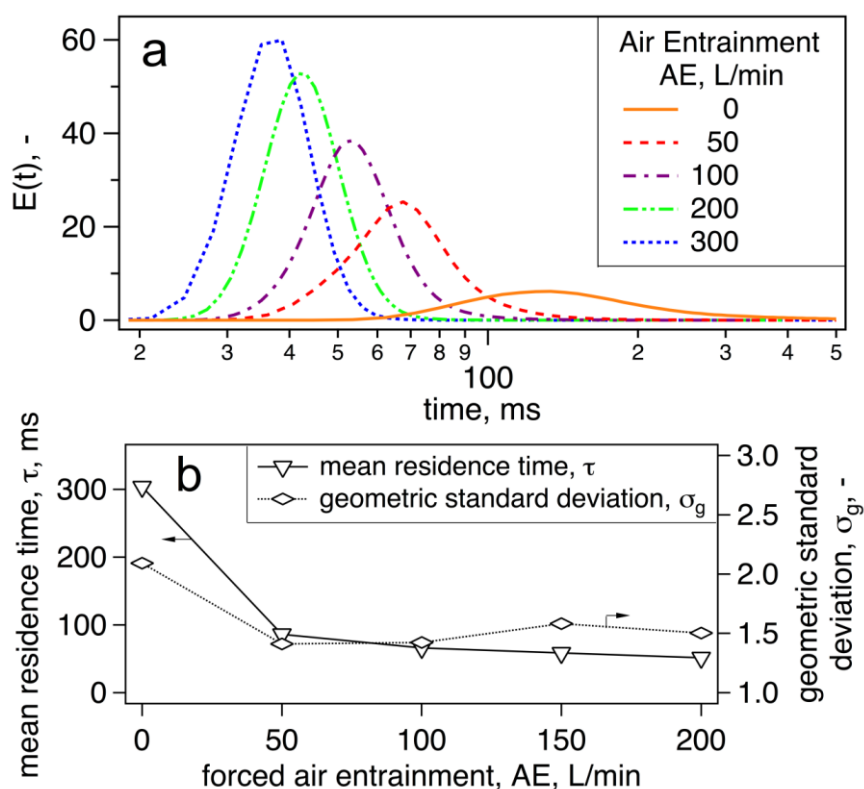 a
60
40
20
0
E(t), -
Air Entrainment
AE, L/min
0
50
100
200
300
2 3 4 5 6 7 8 9 2 3 4 5
100
time, ms
b
mean residence time, τ
geometric standard deviation, σg
300
200
100
0
mean residence time, τ, ms
3.0
2.5
2.0
1.5
1.0
geometric standard
deviation, σg, -
0 50 100 150 200
forced air entrainment, AE, L/min